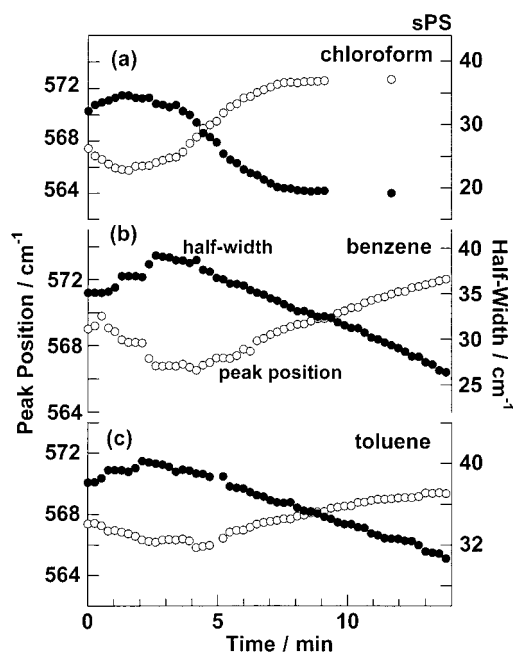 sPS
(a)
chloroform
572
568
564
40
30
20
(b)
half-width
benzene
peak position
572
568
564
40
35
30
25
(c)
toluene
572
568
564
40
36
32
Peak Position / cm-1
Half-Width / cm-1
0
5
10
Time / min